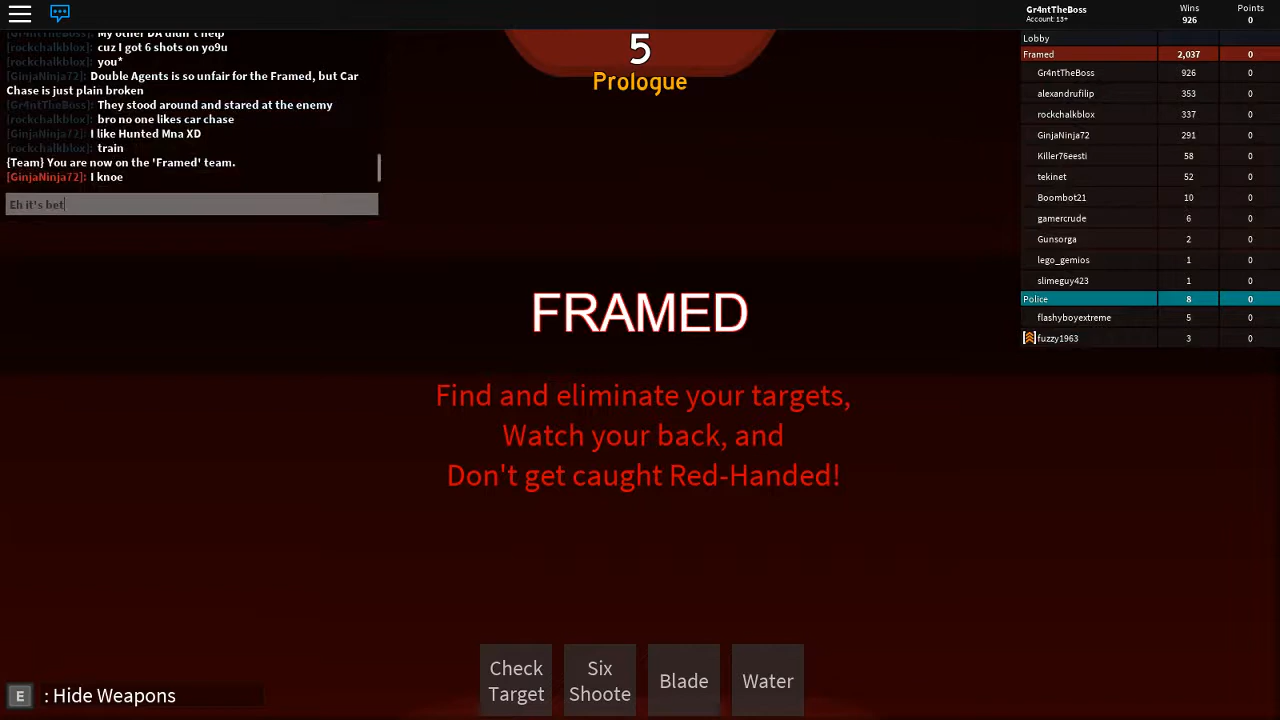 [Gr4ntTheBoss]: My other DA didn't help
[rockchalkblox]: cuz I got 6 shots on yo9u
[rockchalkblox]: you*
[GinjaNinja72]: Double Agents is so unfair for the Framed, but Car
Chase is just plain broken
[Gr4ntTheBoss]: They stood around and stared at the enemy
[rockchalkblox]: bro no one likes car chase
[GinjaNinja72]: I like Hunted Mna XD
[rockchalkblox]: train
{Team} You are now on the 'Framed' team.
[GinjaNinja72]: I knoe
Eh it's bet
5
Prologue
FRAMED
Find and eliminate your targets,
Watch your back, and
Don't get caught Red-Handed!
Gr4ntTheBoss Wins Points
Account: 13+ 926 0
Lobby
Framed 2,037 0
Gr4ntTheBoss 926 0
alexandrufilip 353 0
rockchalkblox 337 0
GinjaNinja72 291 0
Killer76eesti 58 0
tekinet 52 0
Boombot21 10 0
gamercrude 6 0
Gunsorga 2 0
lego_gemios 1 0
slimeguy423 1 0
Police 8 0
flashyboyextreme 5 0
fuzzy1963 3 0
E : Hide Weapons
Check
Target
Six
Shoote
Blade
Water